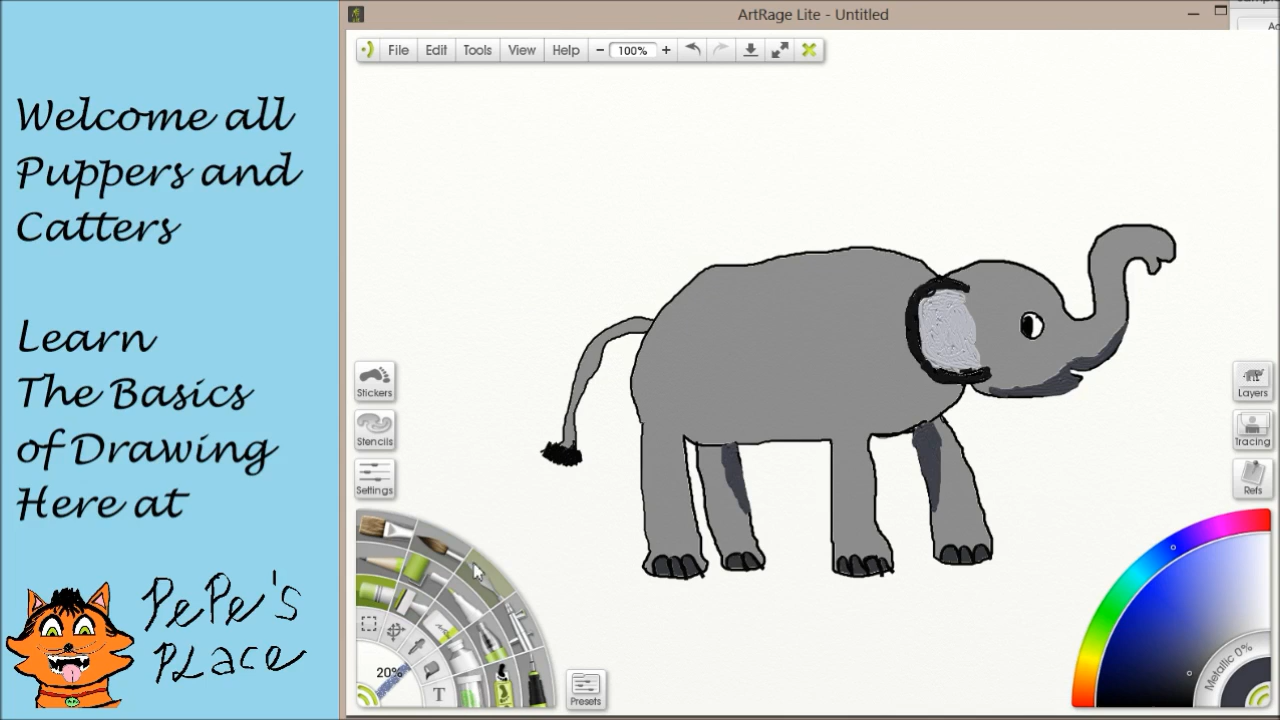 Welcome all
Puppers and
Catters
Learn
The Basics
of Drawing
Here at
PePe's
PLace
ArtRage Lite - Untitled
File Edit Tools View Help − 100% +
Stickers
Stencils
Settings
20%
T
Presets
Layers
Tracing
Refs
Metallic 0%